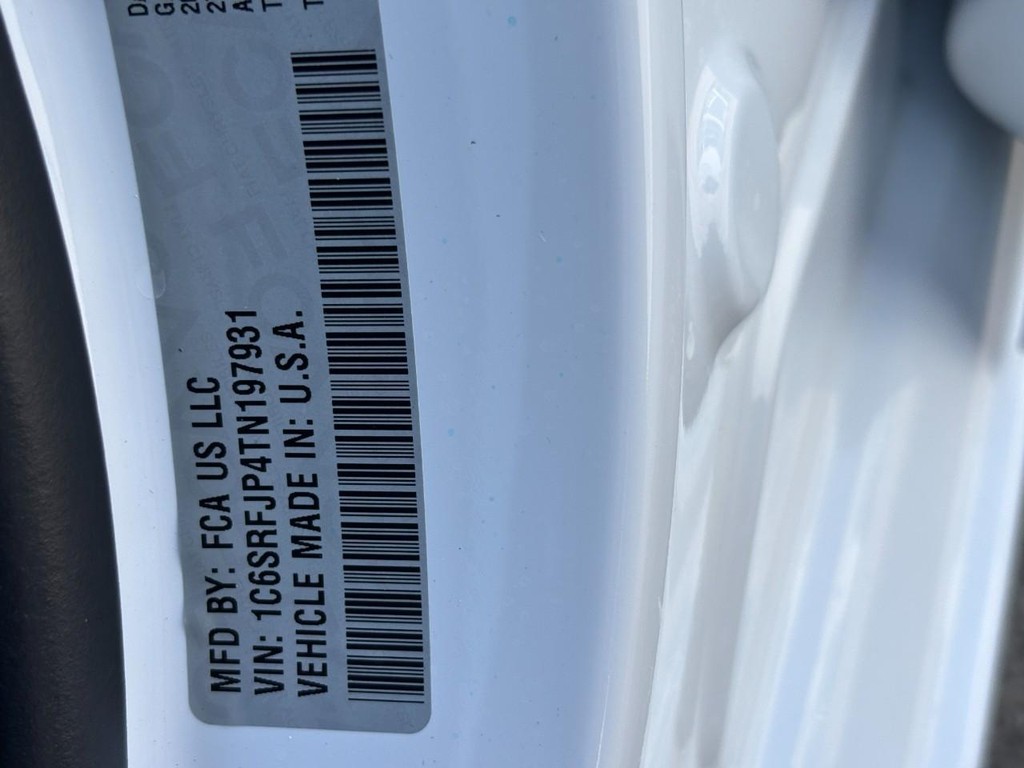 MFD BY: FCA US LLC
VIN: 1C6SRFJP4TN197931
VEHICLE MADE IN: U.S.A.